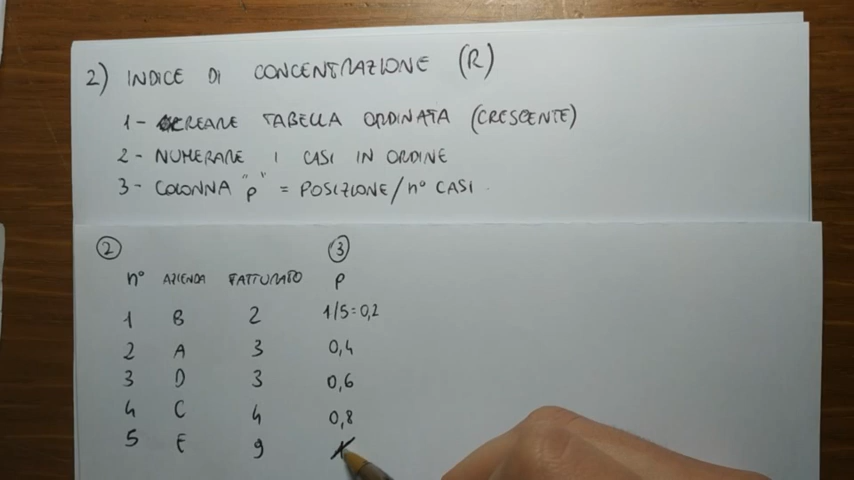 2) INDICE DI CONCENTRAZIONE (R)
1- CREARE TABELLA ORDINATA (CRESCENTE)
2- NUMERARE I CASI IN ORDINE
3- COLONNA "P" = POSIZIONE/n° CASI
② ③
n° AZIENDA FATTURATO P
1 B 2 1/5=0,2
2 A 3 0,4
3 D 3 0,6
4 C 4 0,8
5 E 9 1